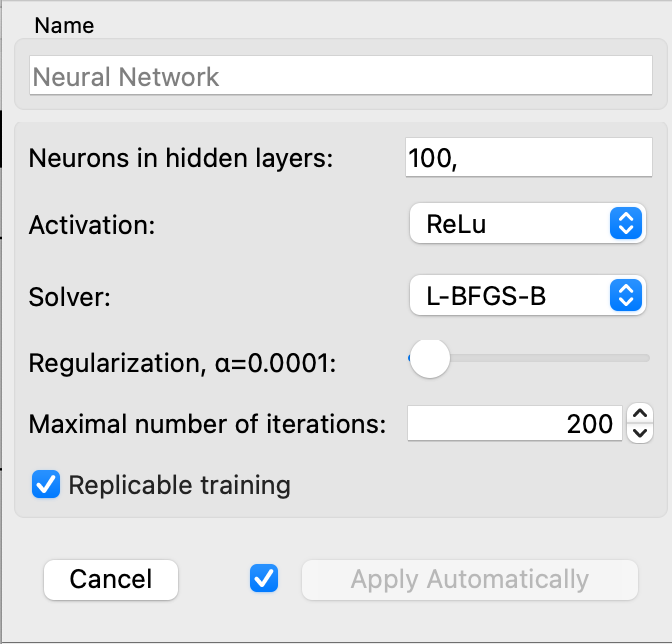 Name
Neural Network
Neurons in hidden layers: 100,
Activation: ReLu
Solver: L-BFGS-B
Regularization, α=0.0001:
Maximal number of iterations: 200
Replicable training
Cancel Apply Automatically